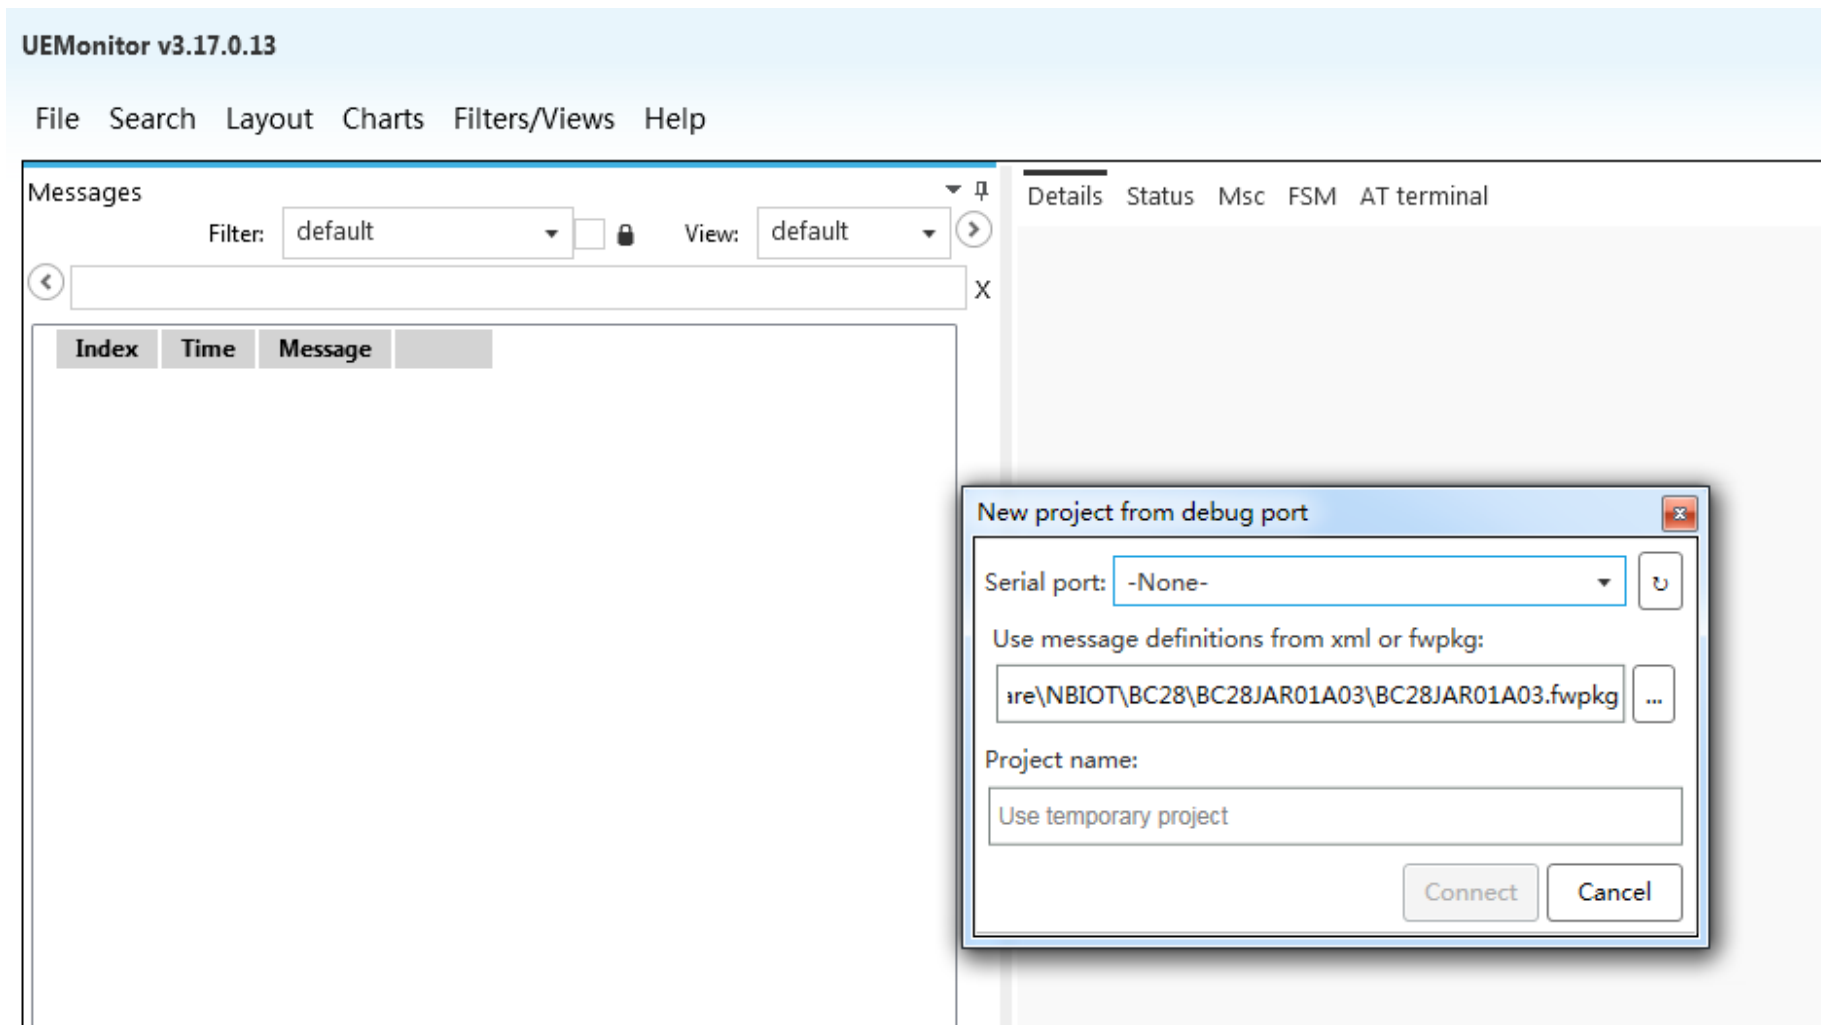 UEMonitor v3.17.0.13
File Search Layout Charts Filters/Views Help
Messages
Filter: default View: default
X
Index Time Message
Details Status Msc FSM AT terminal
New project from debug port
Serial port: -None-
Use message definitions from xml or fwpkg:
are\NBIOT\BC28\BC28JAR01A03\BC28JAR01A03.fwpkg ...
Project name:
Use temporary project
Connect Cancel